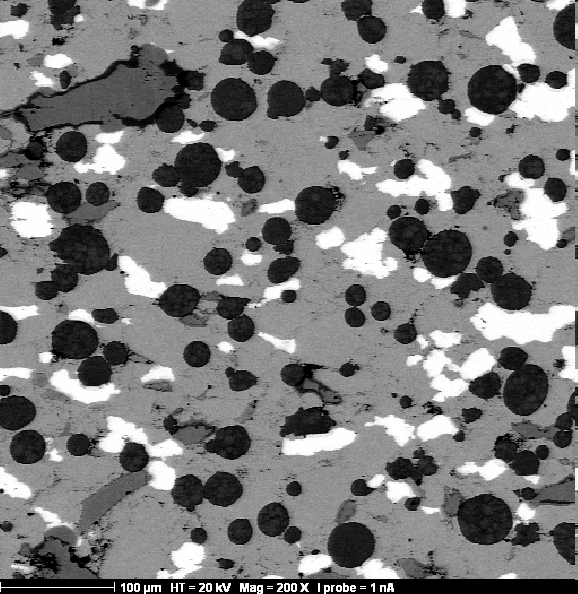 100 µm HT = 20 kV Mag = 200 X I probe = 1 nA